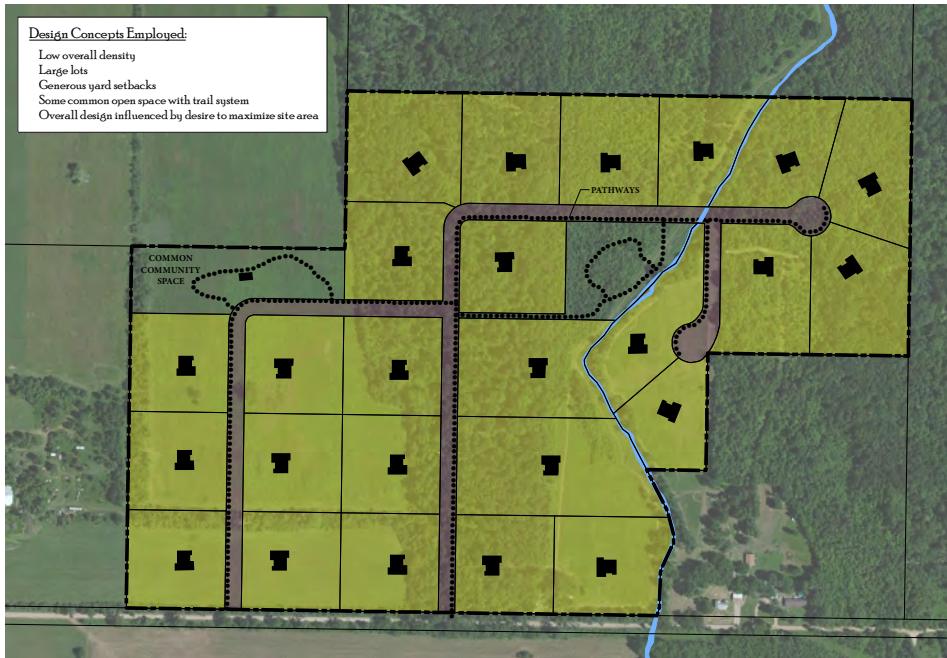 Design Concepts Employed:
Low overall density
Large lots
Generous yard setbacks
Some common open space with trail system
Overall design influenced by desire to maximize site area
PATHWAYS
COMMON
COMMUNITY
SPACE